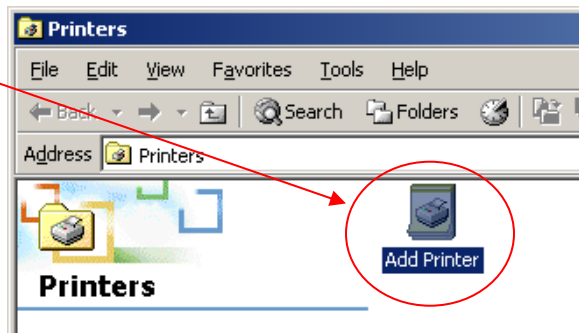 Printers
File Edit View Favorites Tools Help
Back Search Folders
Address Printers
Add Printer
Printers